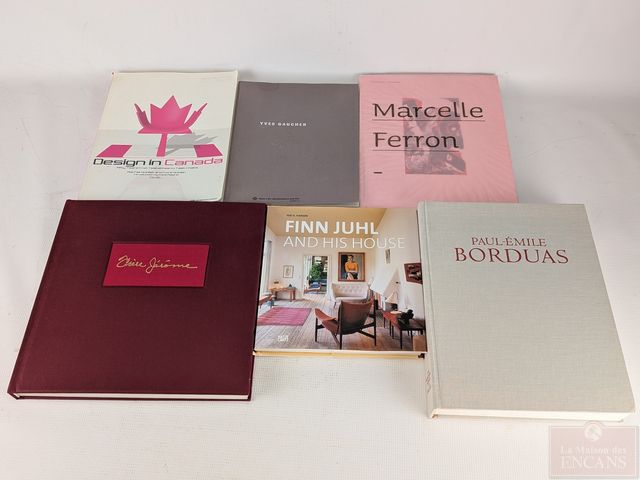 Design in Canada
YVES GAUCHER
Marcelle
Ferron
Elise Jérôme
FINN JUHL
AND HIS HOUSE
PAUL-ÉMILE
BORDUAS
La Maison des
ENCANS